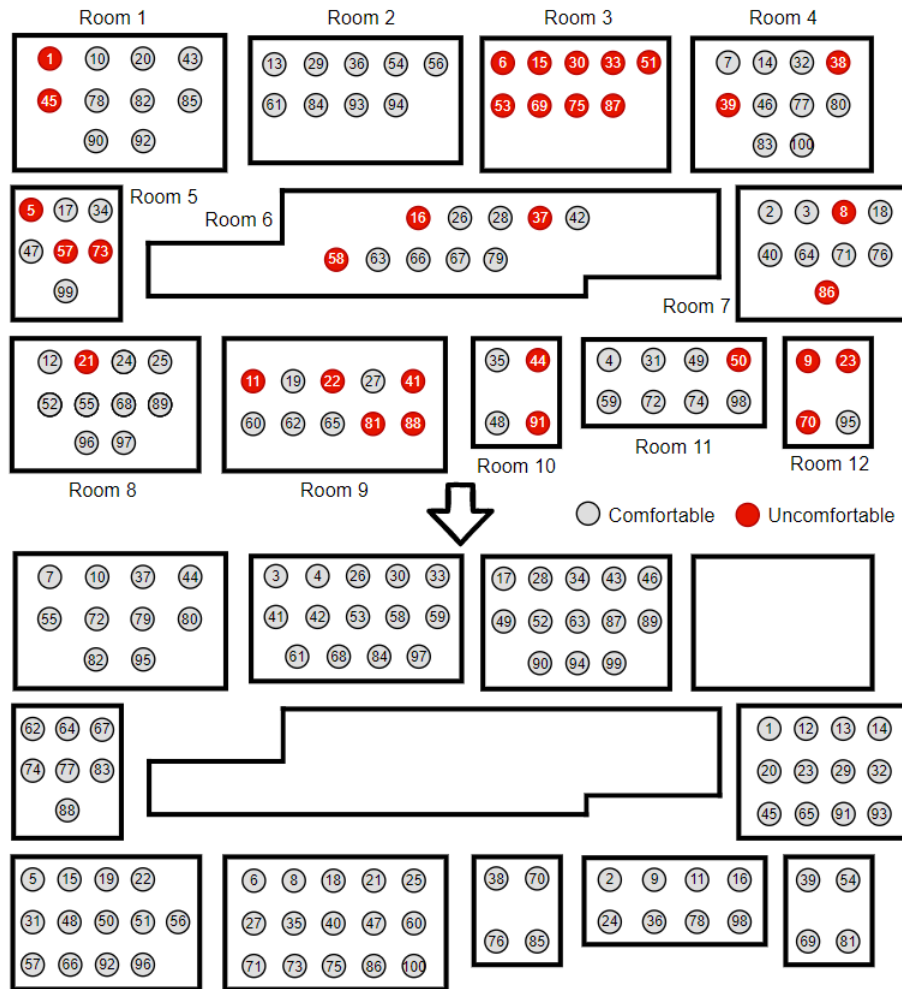 Room 1 Room 2 Room 3 Room 4
1 10 20 43
45 78 82 85
90 92
13 29 36 54 56
61 84 93 94
6 15 30 33 51
53 69 75 87
7 14 32 38
39 46 77 80
83 100
Room 5
5 17 34
47 57 73
99
Room 6
16 26 28 37 42
58 63 66 67 79
2 3 8 18
40 64 71 76
86
Room 7
12 21 24 25
52 55 68 89
96 97
Room 8
11 19 22 27 41
60 62 65 81 88
Room 9
35 44
48 91
Room 10
4 31 49 50
59 72 74 98
Room 11
9 23
70 95
Room 12
Comfortable Uncomfortable
7 10 37 44
55 72 79 80
82 95
3 4 26 30 33
41 42 53 58 59
61 68 84 97
17 28 34 43 46
49 52 63 87 89
90 94 99
62 64 67
74 77 83
88
1 12 13 14
20 23 29 32
45 65 91 93
5 15 19 22
31 48 50 51 56
57 66 92 96
6 8 18 21 25
27 35 40 47 60
71 73 75 86 100
38 70
76 85
2 9 11 16
24 36 78 98
39 54
69 81